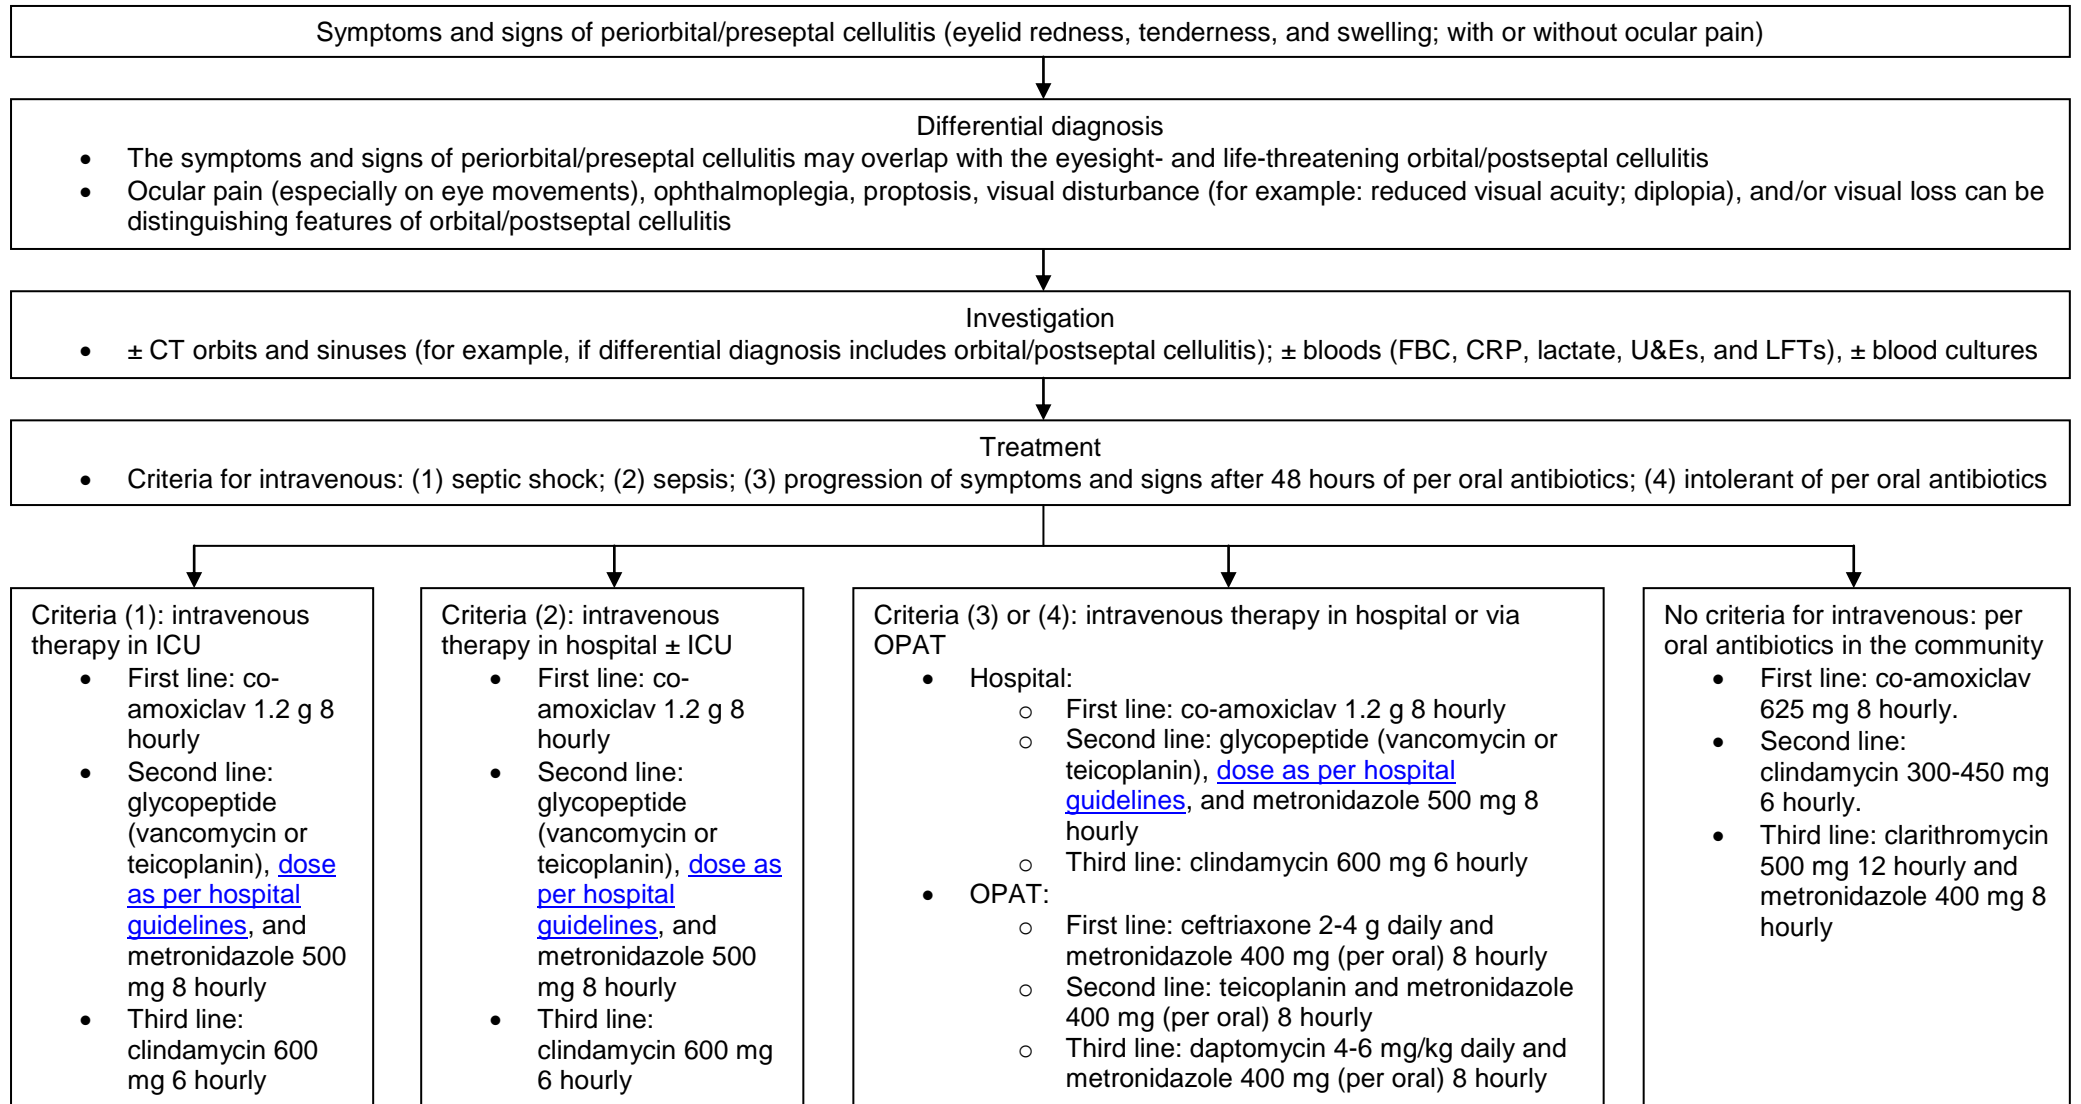 Symptoms and signs of periorbital/preseptal cellulitis (eyelid redness, tenderness, and swelling; with or without ocular pain)
Differential diagnosis
• The symptoms and signs of periorbital/preseptal cellulitis may overlap with the eyesight- and life-threatening orbital/postseptal cellulitis
• Ocular pain (especially on eye movements), ophthalmoplegia, proptosis, visual disturbance (for example: reduced visual acuity; diplopia), and/or visual loss can be
distinguishing features of orbital/postseptal cellulitis
Investigation
• ± CT orbits and sinuses (for example, if differential diagnosis includes orbital/postseptal cellulitis); ± bloods (FBC, CRP, lactate, U&Es, and LFTs), ± blood cultures
Treatment
• Criteria for intravenous: (1) septic shock; (2) sepsis; (3) progression of symptoms and signs after 48 hours of per oral antibiotics; (4) intolerant of per oral antibiotics
Criteria (1): intravenous
therapy in ICU
• First line: co-
amoxiclav 1.2 g 8
hourly
• Second line:
glycopeptide
(vancomycin or
teicoplanin), dose
as per hospital
guidelines, and
metronidazole 500
mg 8 hourly
• Third line:
clindamycin 600
mg 6 hourly
Criteria (2): intravenous
therapy in hospital ± ICU
• First line: co-
amoxiclav 1.2 g 8
hourly
• Second line:
glycopeptide
(vancomycin or
teicoplanin), dose as
per hospital
guidelines, and
metronidazole 500
mg 8 hourly
• Third line:
clindamycin 600 mg
6 hourly
Criteria (3) or (4): intravenous therapy in hospital or via
OPAT
• Hospital:
o First line: co-amoxiclav 1.2 g 8 hourly
o Second line: glycopeptide (vancomycin or
teicoplanin), dose as per hospital
guidelines, and metronidazole 500 mg 8
hourly
o Third line: clindamycin 600 mg 6 hourly
• OPAT:
o First line: ceftriaxone 2-4 g daily and
metronidazole 400 mg (per oral) 8 hourly
o Second line: teicoplanin and metronidazole
400 mg (per oral) 8 hourly
o Third line: daptomycin 4-6 mg/kg daily and
metronidazole 400 mg (per oral) 8 hourly
No criteria for intravenous: per
oral antibiotics in the community
• First line: co-amoxiclav
625 mg 8 hourly.
• Second line:
clindamycin 300-450 mg
6 hourly.
• Third line: clarithromycin
500 mg 12 hourly and
metronidazole 400 mg 8
hourly